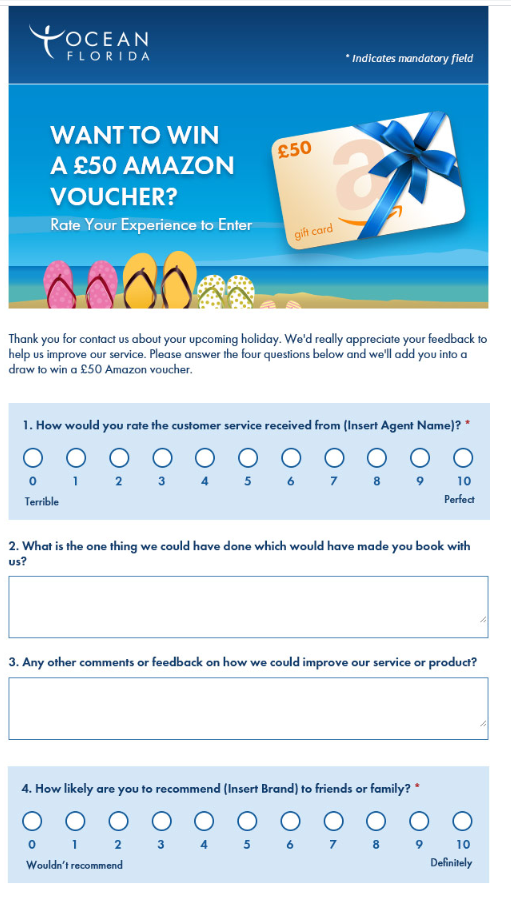 OCEAN
FLORIDA
* Indicates mandatory field
WANT TO WIN
A £50 AMAZON
VOUCHER?
Rate Your Experience to Enter
£50
a
gift card
Thank you for contact us about your upcoming holiday. We'd really appreciate your feedback to
help us improve our service. Please answer the four questions below and we'll add you into a
draw to win a £50 Amazon voucher.
1. How would you rate the customer service received from (Insert Agent Name)? *
0 1 2 3 4 5 6 7 8 9 10
Terrible Perfect
2. What is the one thing we could have done which would have made you book with
us?
3. Any other comments or feedback on how we could improve our service or product?
4. How likely are you to recommend (Insert Brand) to friends or family? *
0 1 2 3 4 5 6 7 8 9 10
Wouldn't recommend Definitely